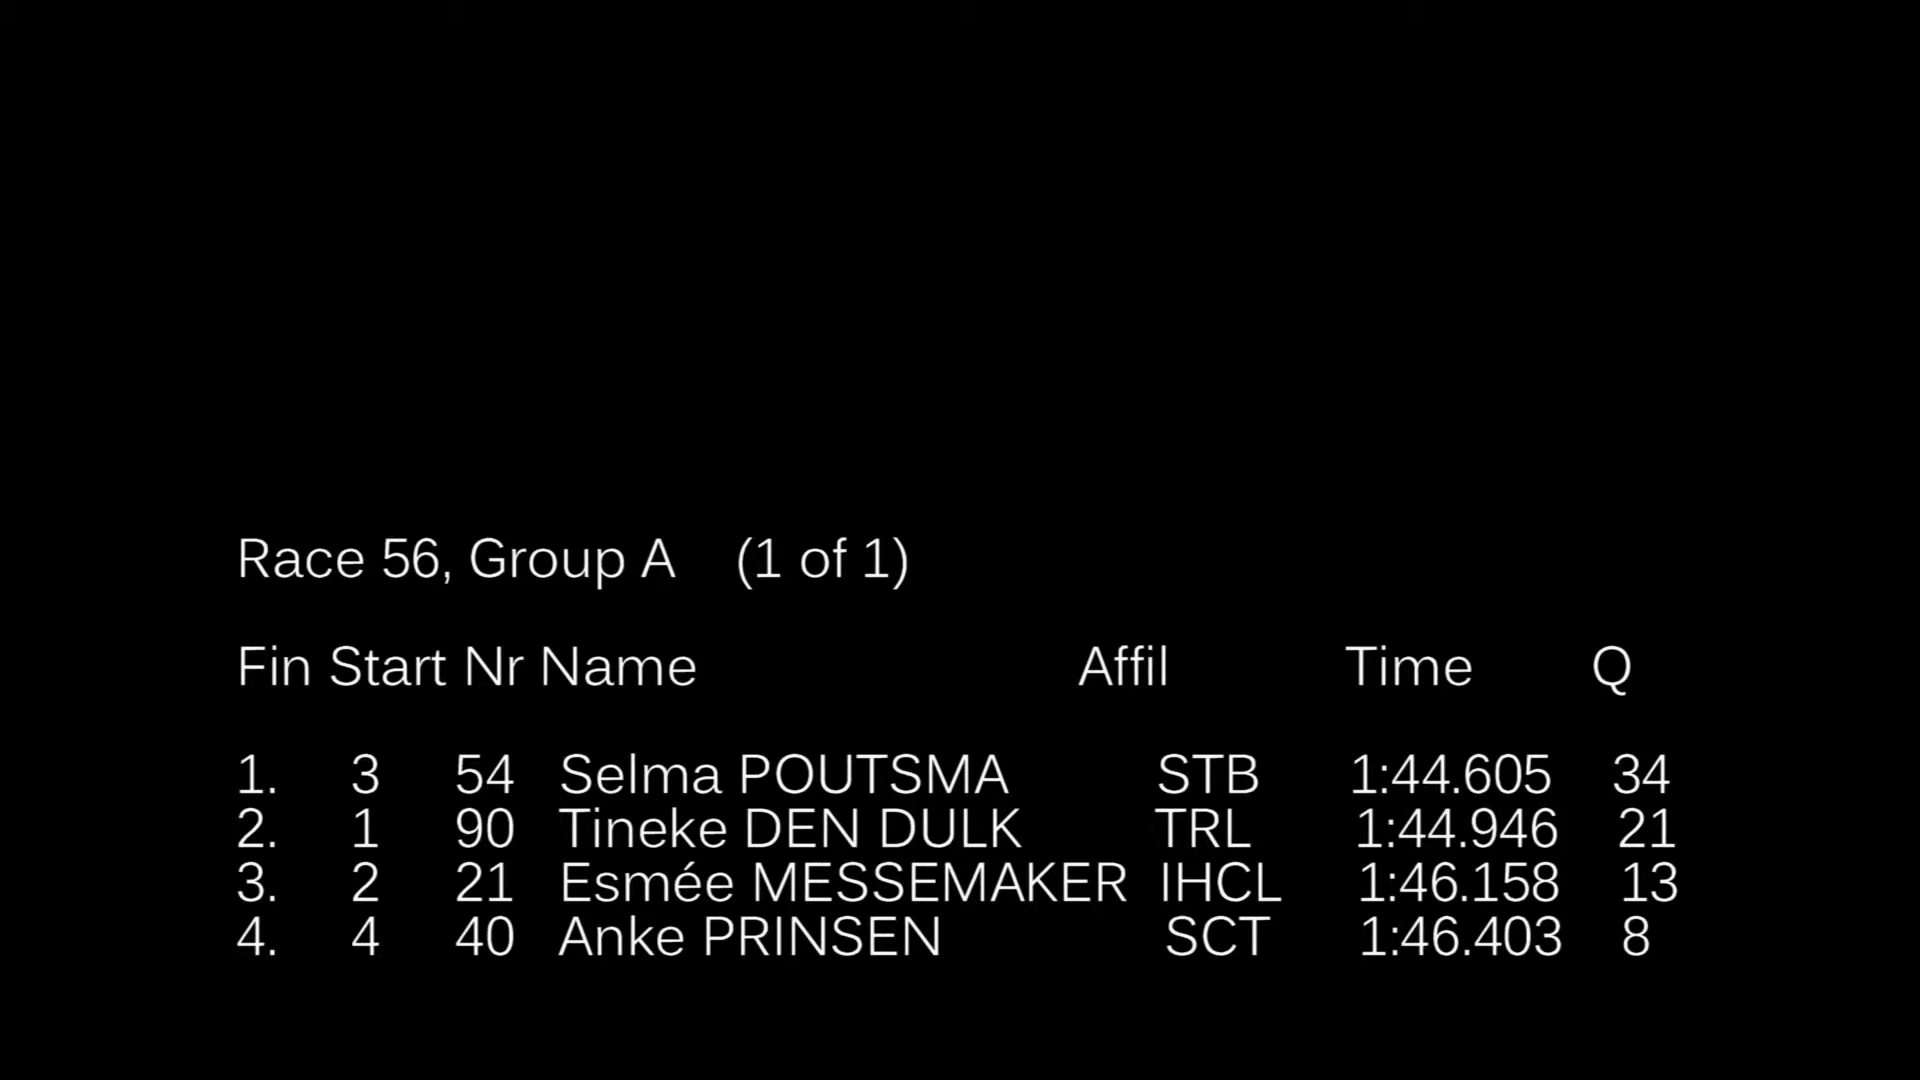 Race 56, Group A (1 of 1)
Fin Start Nr Name Affil Time Q
1. 3 54 Selma POUTSMA STB 1:44.605 34
2. 1 90 Tineke DEN DULK TRL 1:44.946 21
3. 2 21 Esmée MESSEMAKER IHCL 1:46.158 13
4. 4 40 Anke PRINSEN SCT 1:46.403 8